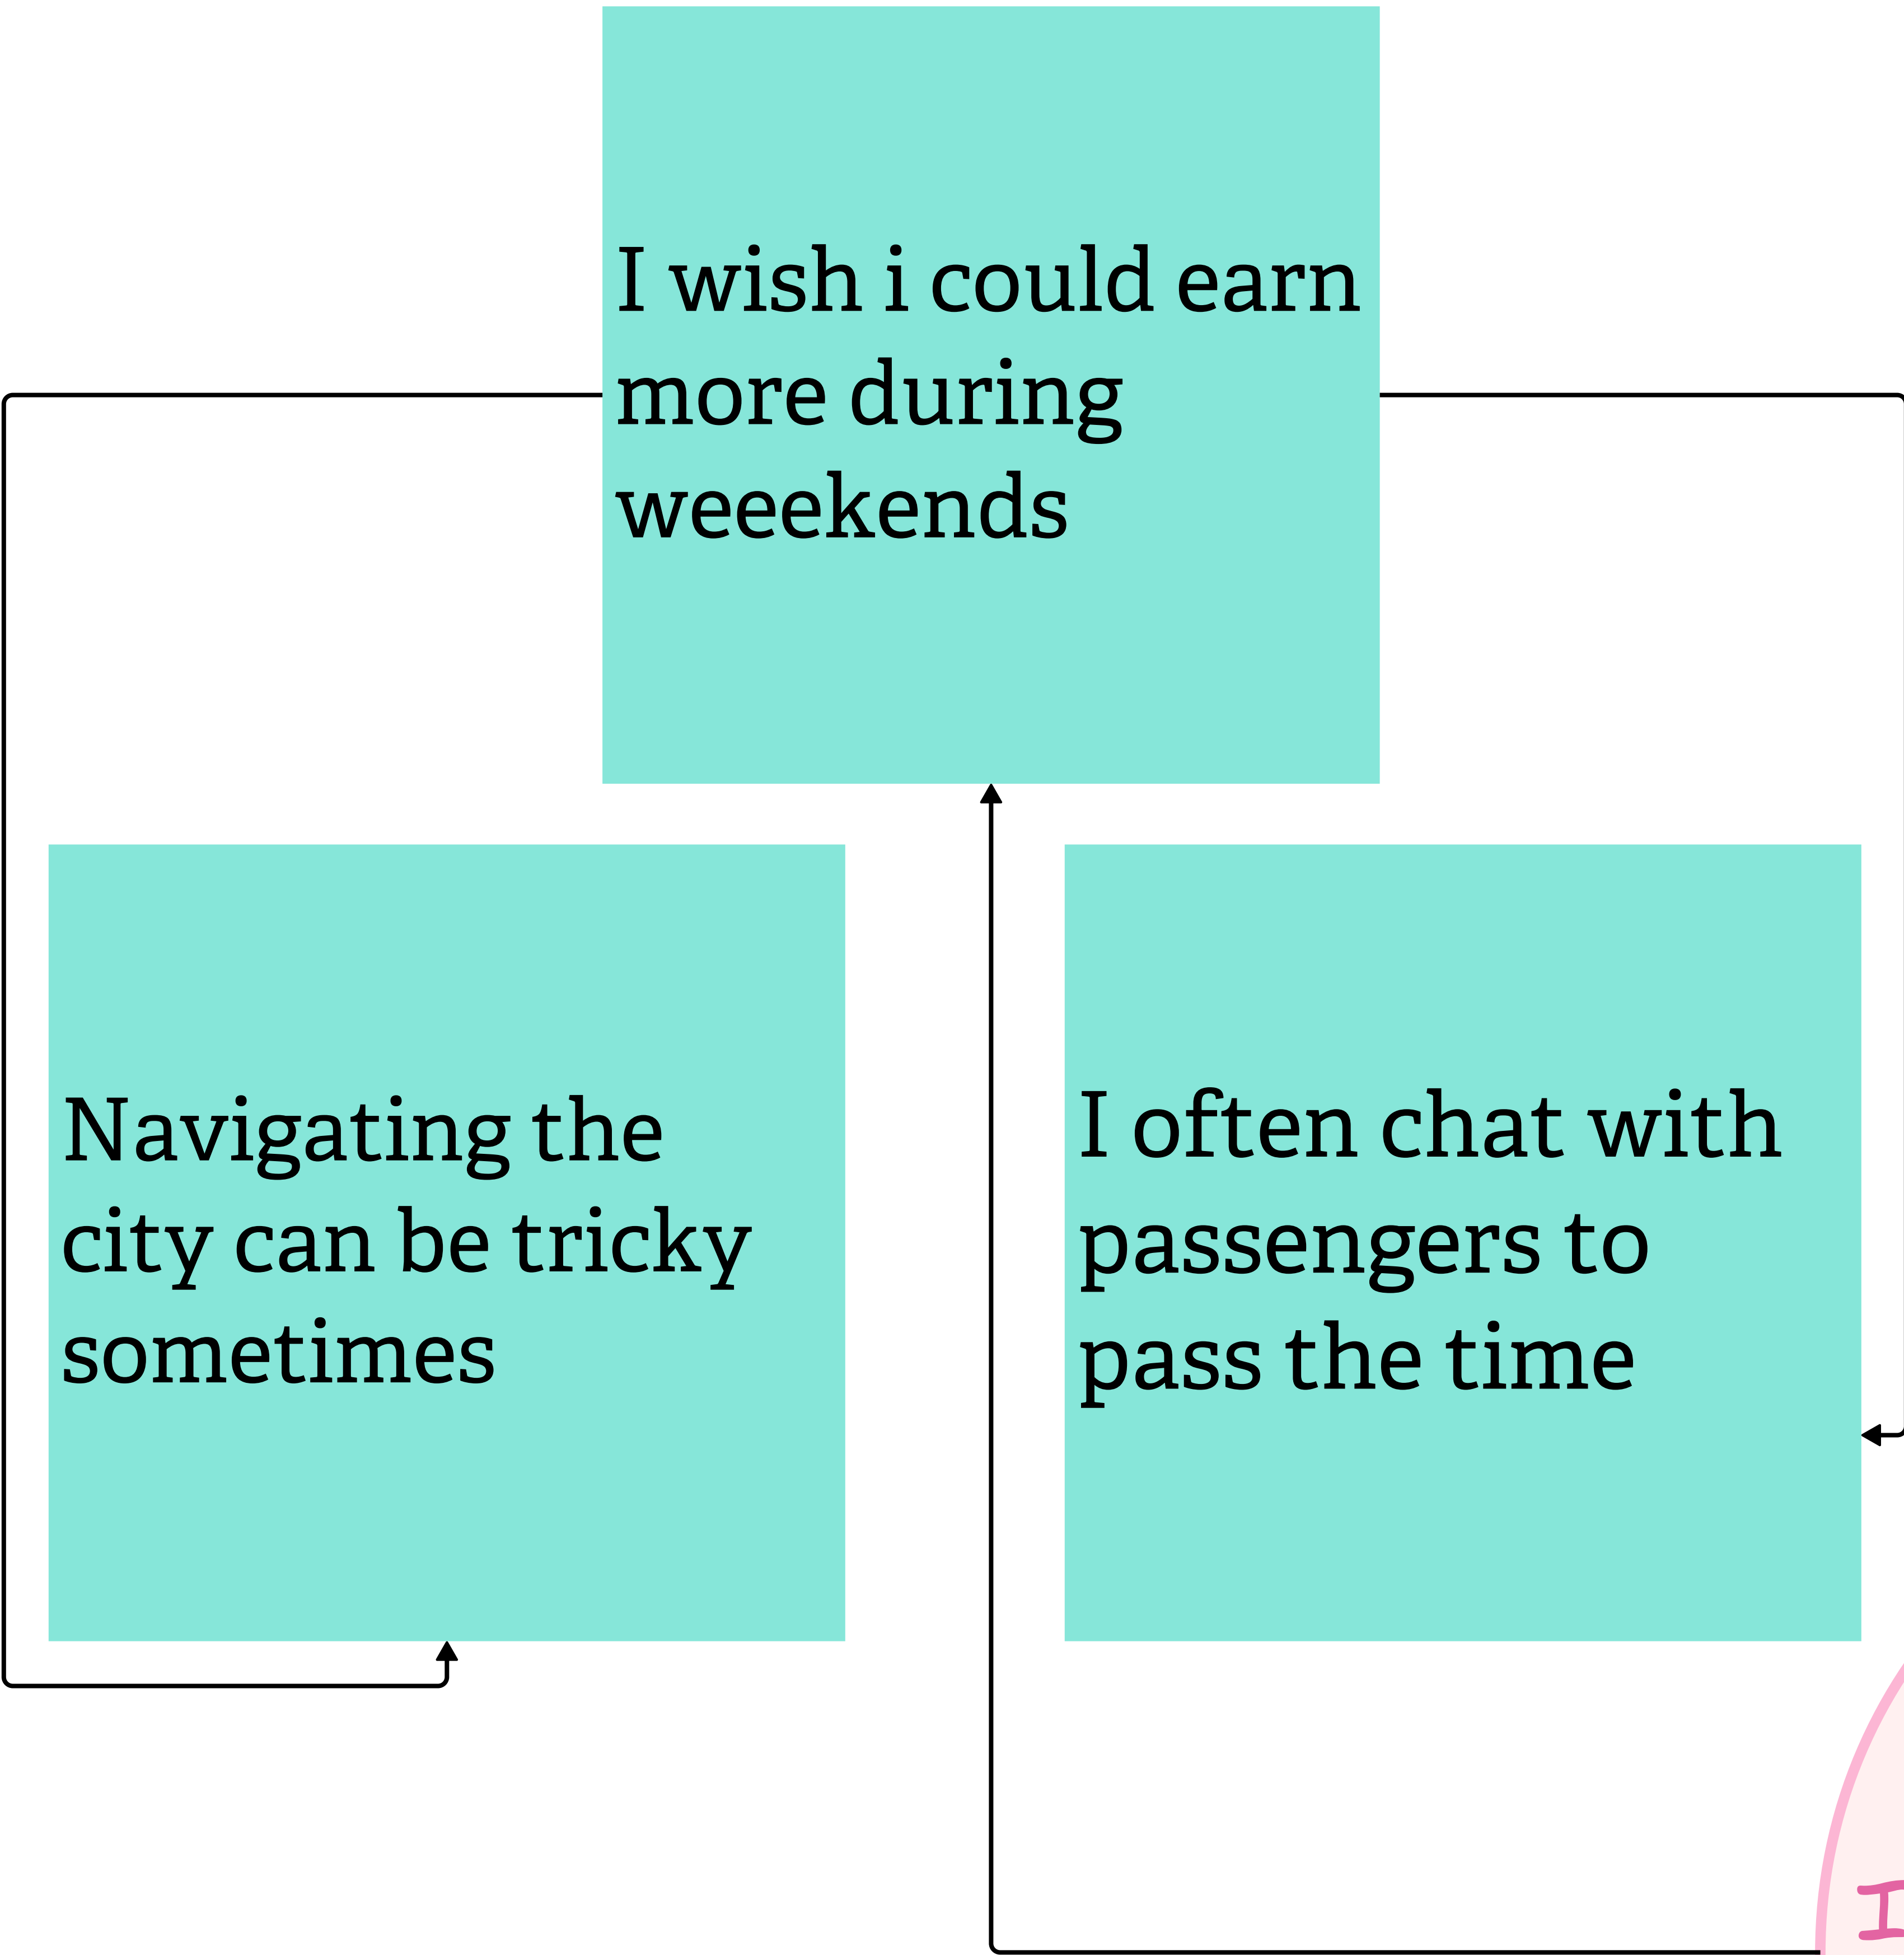 I wish i could earn
more during
weeekends
Navigating the
city can be tricky
sometimes
I often chat with
passengers to
pass the time
I